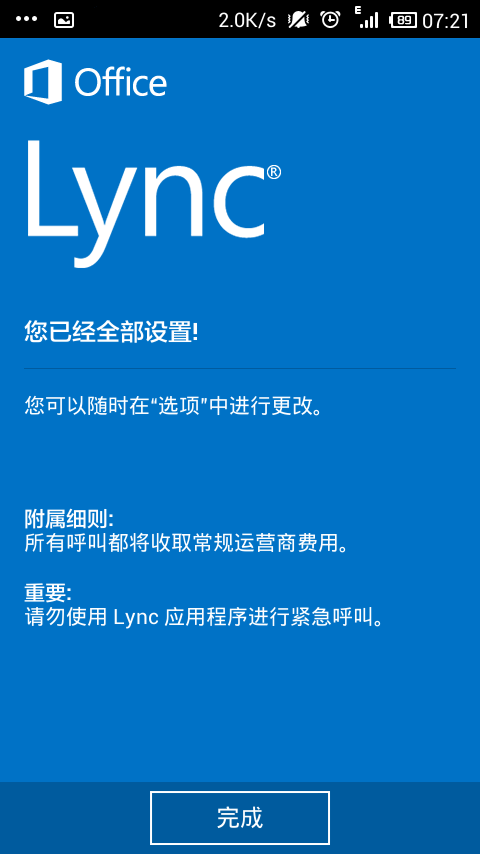 2.0K/s E 89 07:21
Office
Lync®
您已经全部设置!
您可以随时在“选项”中进行更改。
附属细则:
所有呼叫都将收取常规运营商费用。
重要:
请勿使用 Lync 应用程序进行紧急呼叫。
完成